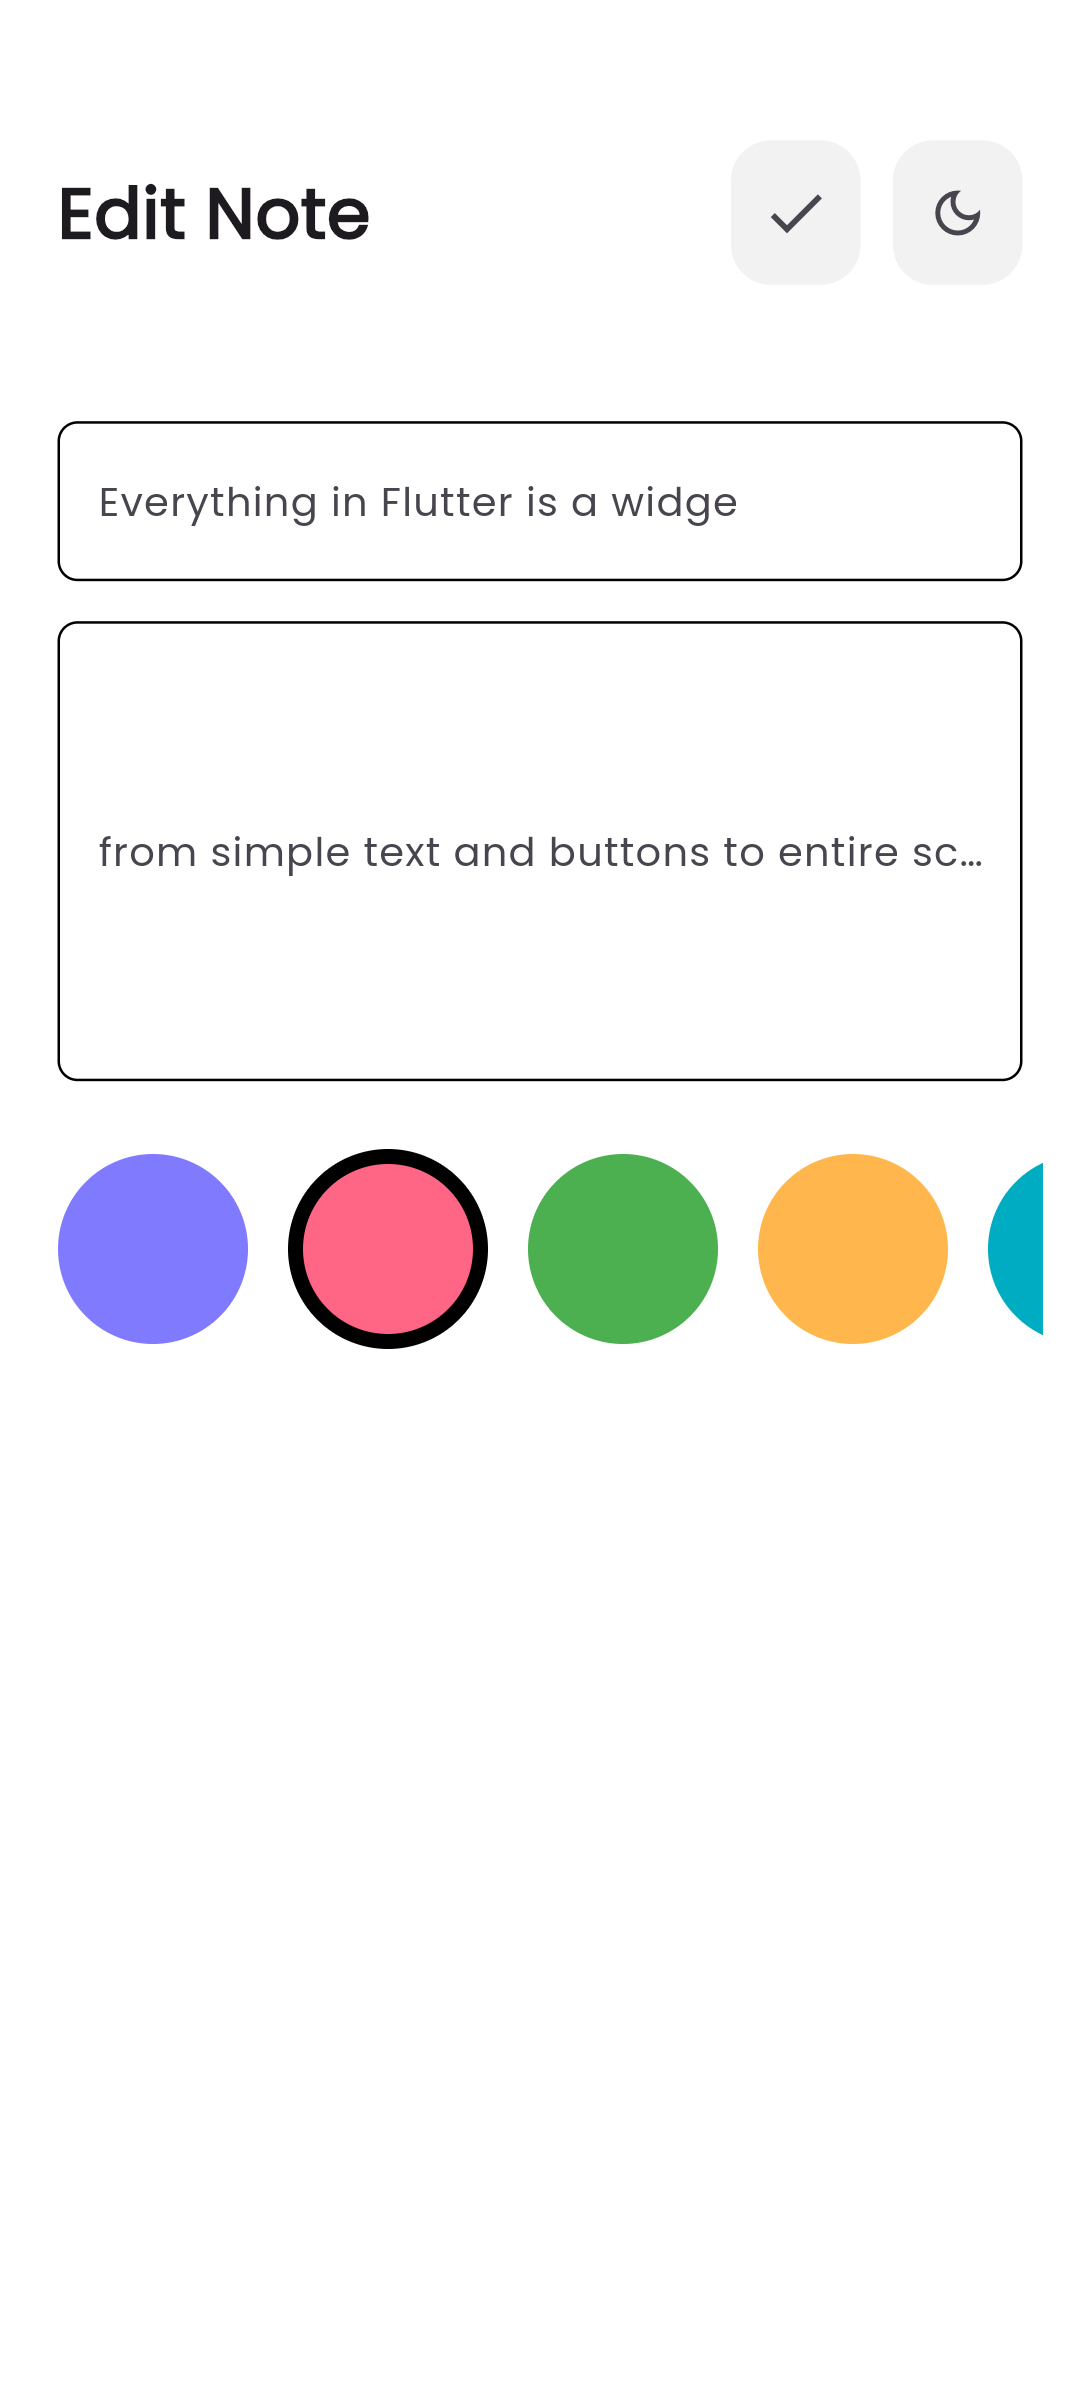 Edit Note
Everything in Flutter is a widge
from simple text and buttons to entire sc...